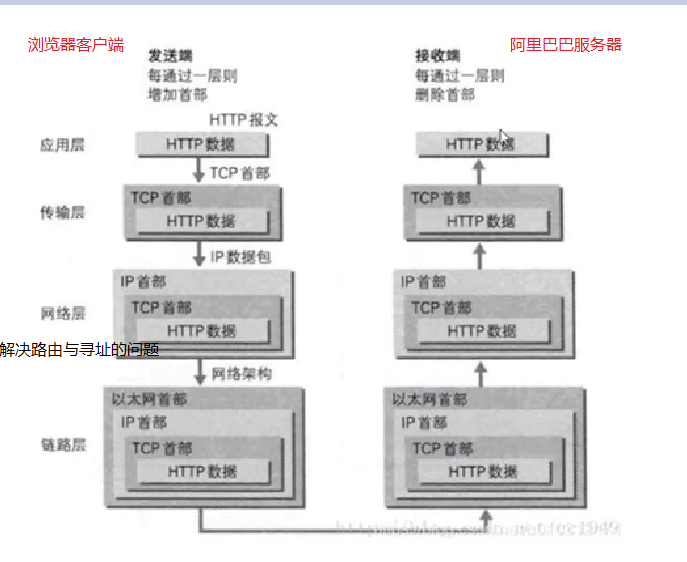 浏览器客户端
阿里巴巴服务器
发送端
每通过一层则
增加首部
接收端
每通过一层则
删除首部
HTTP 报文
应用层
HTTP 数据
HTTP 数据
TCP 首部
传输层
TCP 首部
HTTP 数据
TCP 首部
HTTP 数据
IP 数据包
网络层
IP 首部
TCP 首部
HTTP 数据
IP 首部
TCP 首部
HTTP 数据
解决路由与寻址的问题
网络架构
链路层
以太网首部
IP 首部
TCP 首部
HTTP 数据
以太网首部
IP 首部
TCP 首部
HTTP 数据